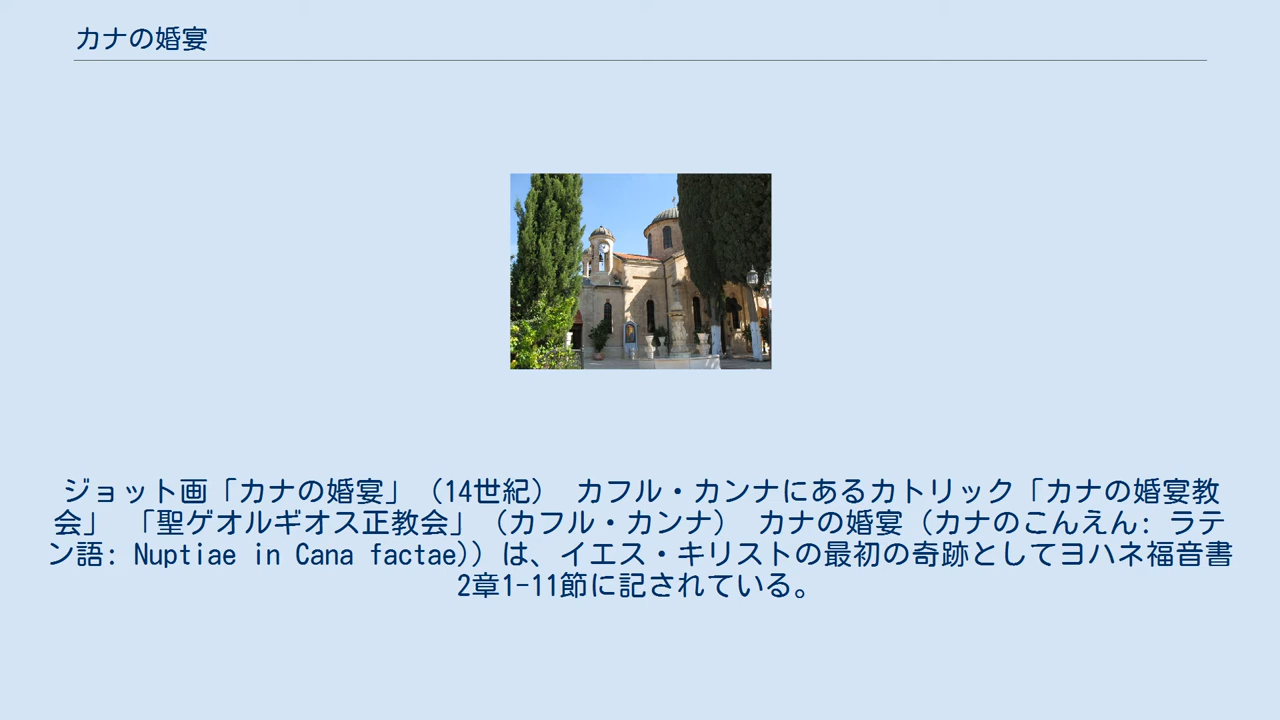 カナの婚宴
ジョット画「カナの婚宴」（14世紀） カフル・カンナにあるカトリック「カナの婚宴教
会」 「聖ゲオルギオス正教会」（カフル・カンナ） カナの婚宴（カナのこんえん: ラテ
ン語: Nuptiae in Cana factae)）は、イエス・キリストの最初の奇跡としてヨハネ福音書
2章1-11節に記されている。